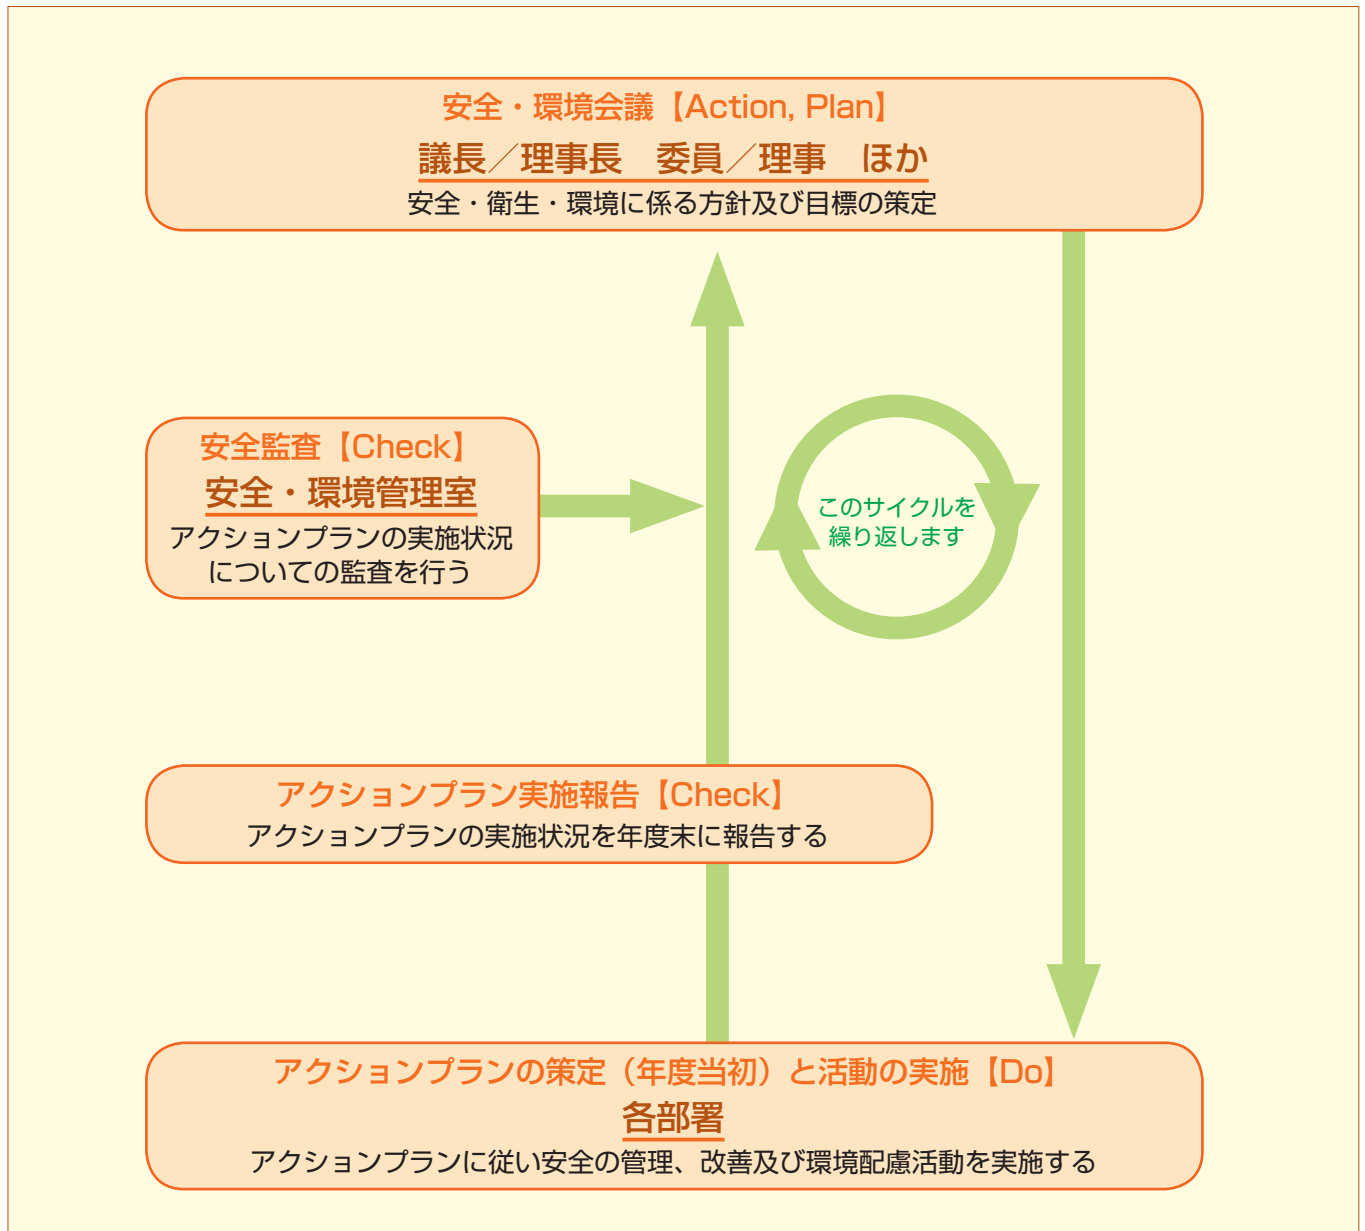 安全・環境会議【Action, Plan】
議長／理事長　委員／理事　ほか
安全・衛生・環境に係る方針及び目標の策定
安全監査【Check】
安全・環境管理室
アクションプランの実施状況
についての監査を行う
このサイクルを
繰り返します
アクションプラン実施報告【Check】
アクションプランの実施状況を年度末に報告する
アクションプランの策定（年度当初）と活動の実施【Do】
各部署
アクションプランに従い安全の管理、改善及び環境配慮活動を実施する